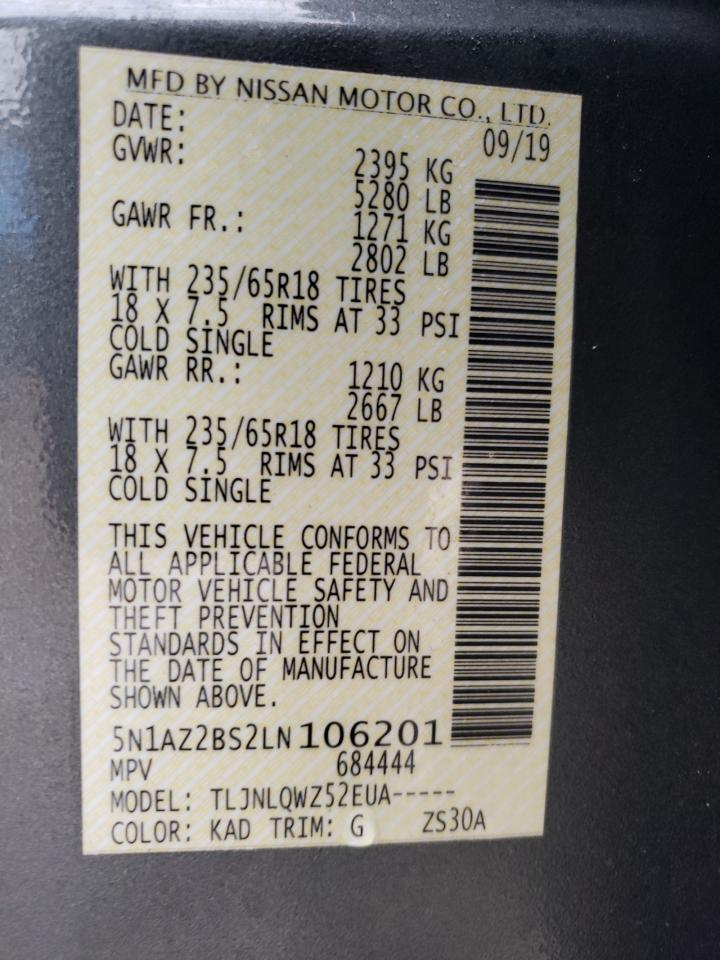 MFD BY NISSAN MOTOR CO., LTD.
DATE: 09/19
GVWR: 2395 KG
5280 LB
GAWR FR.: 1271 KG
2802 LB
WITH 235/65R18 TIRES
18 X 7.5 RIMS AT 33 PSI
COLD SINGLE
GAWR RR.: 1210 KG
2667 LB
WITH 235/65R18 TIRES
18 X 7.5 RIMS AT 33 PSI
COLD SINGLE
THIS VEHICLE CONFORMS TO
ALL APPLICABLE FEDERAL
MOTOR VEHICLE SAFETY AND
THEFT PREVENTION
STANDARDS IN EFFECT ON
THE DATE OF MANUFACTURE
SHOWN ABOVE.
5N1AZ2BS2LN106201
MPV 684444
MODEL: TLJNLQWZ52EUA-----
COLOR: KAD TRIM: G ZS30A